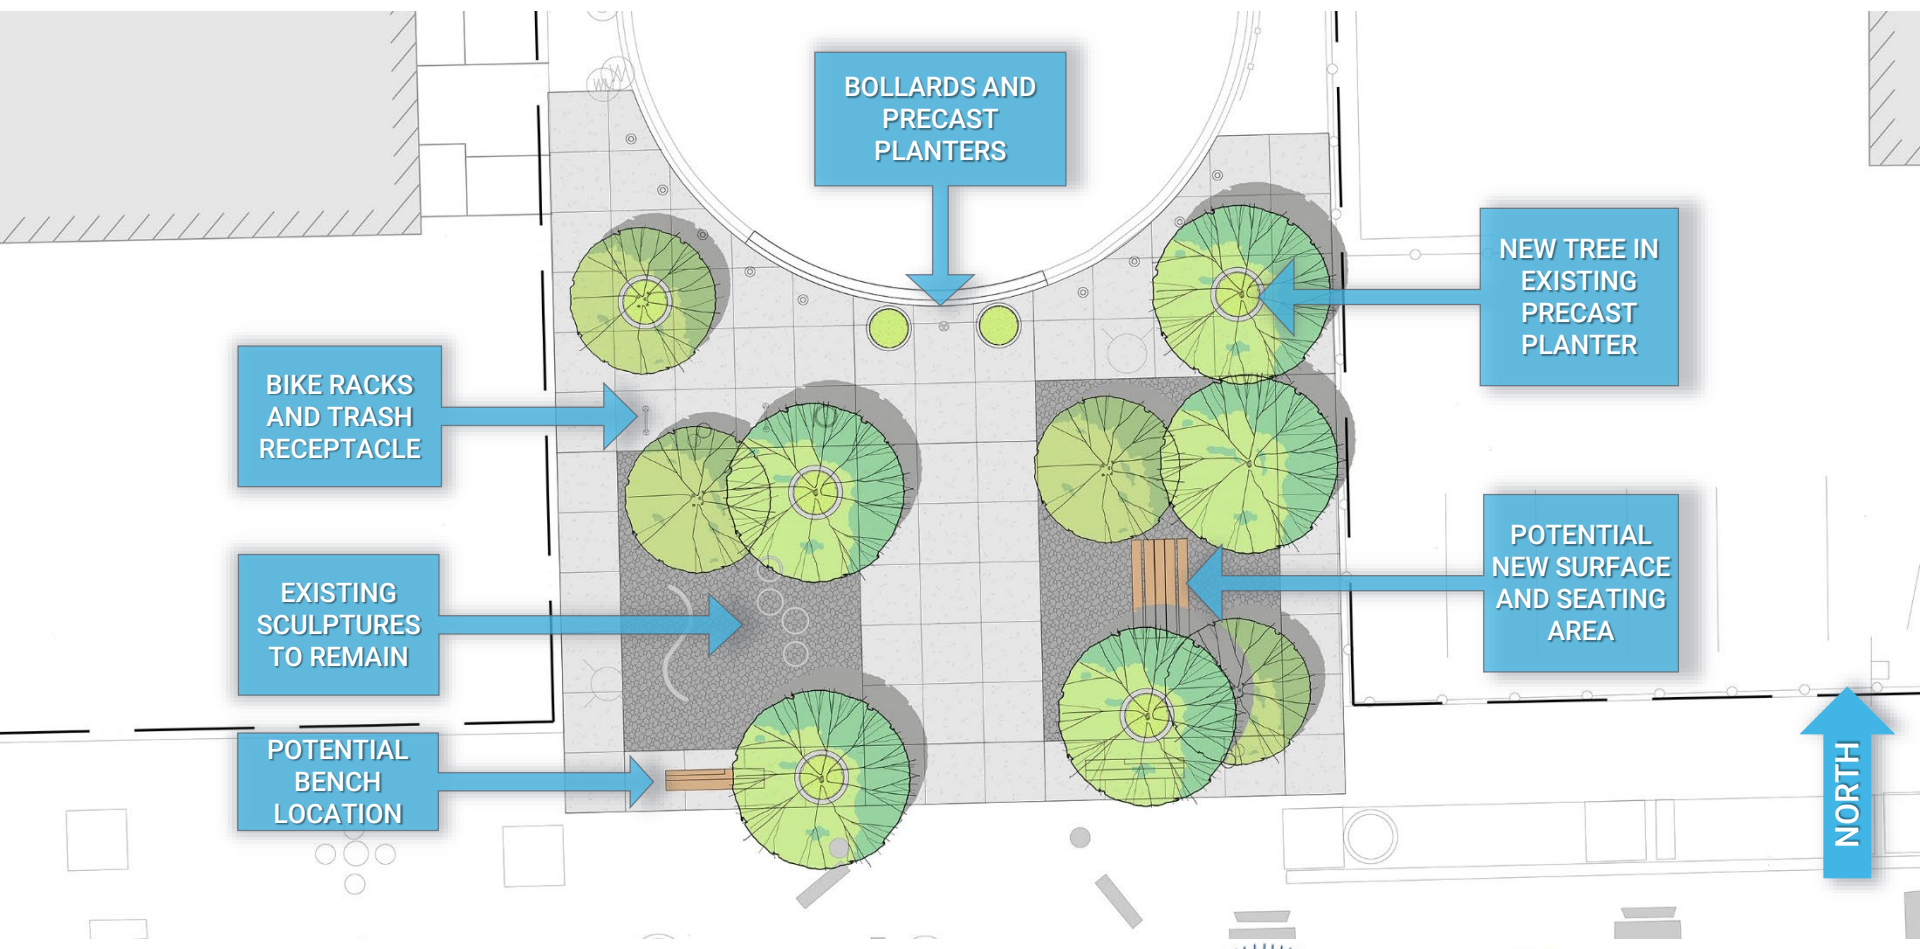 BOLLARDS AND
PRECAST
PLANTERS
NEW TREE IN
EXISTING
PRECAST
PLANTER
BIKE RACKS
AND TRASH
RECEPTACLE
EXISTING
SCULPTURES
TO REMAIN
POTENTIAL
NEW SURFACE
AND SEATING
AREA
POTENTIAL
BENCH
LOCATION
NORTH